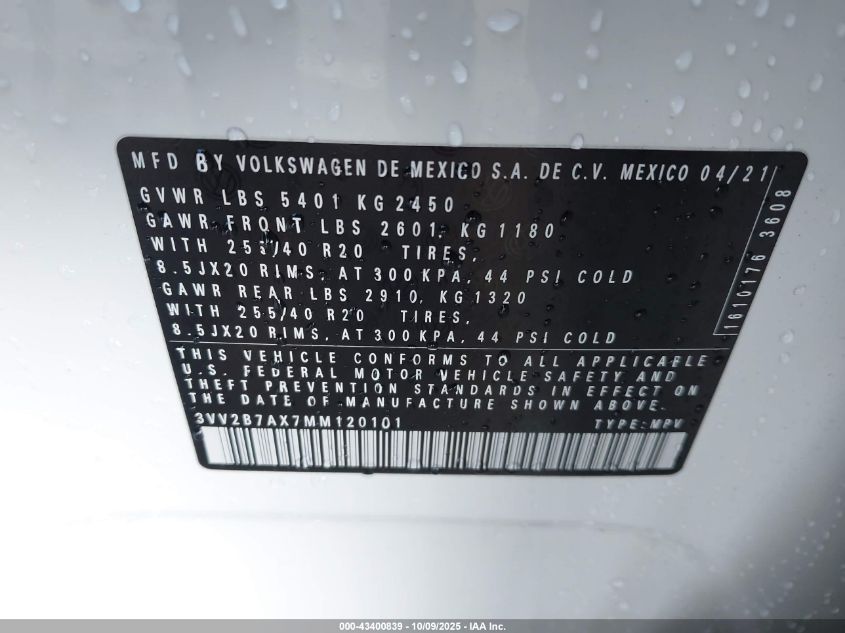 MFD BY VOLKSWAGEN DE MEXICO S.A. DE C.V. MEXICO 04/21
GVWR LBS 5401 KG 2450
GAWR FRONT LBS 2601, KG 1180
WITH 255/40 R20 TIRES,
8.5JX20 RIMS, AT 300 KPA, 44 PSI COLD
GAWR REAR LBS 2910, KG 1320
WITH 255/40 R20 TIRES,
8.5JX20 RIMS, AT 300 KPA, 44 PSI COLD
1610176 3608
THIS VEHICLE CONFORMS TO ALL APPLICABLE
U.S. FEDERAL MOTOR VEHICLE SAFETY AND
THEFT PREVENTION STANDARDS IN EFFECT ON
THE DATE OF MANUFACTURE SHOWN ABOVE.
3VV2B7AX7MM120101 TYPE:MPV
000-43400839 - 10/09/2025 - IAA Inc.